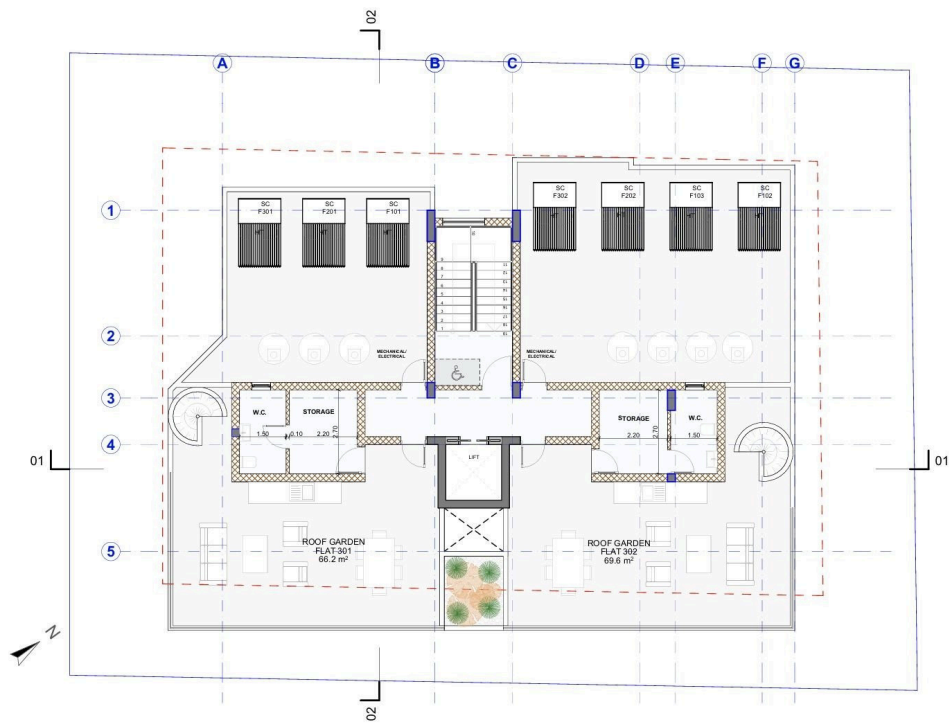 02
A B C D E F G
1
SC
F301
SC
F201
SC
F101
SC
F302
SC
F202
SC
F103
SC
F102
2
MECHANICAL/
ELECTRICAL
MECHANICAL/
ELECTRICAL
3
W.C.
STORAGE
1.50 0.10 2.20 2.70
STORAGE
W.C.
2.20 2.70 1.50
4
LIFT
01
01
5
ROOF GARDEN
FLAT 301
66.2 m²
ROOF GARDEN
FLAT 302
69.6 m²
N
02